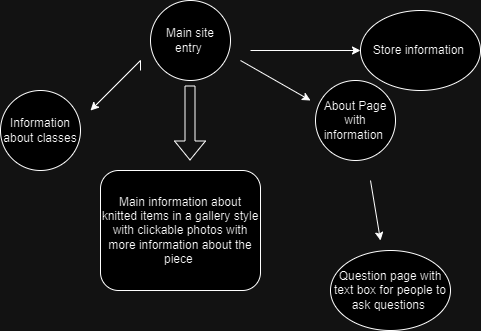 Main site
entry
Store information
Information
about classes
About Page
with
information
Main information about
knitted items in a gallery style
with clickable photos with
more information about the
piece
Question page with
text box for people to
ask questions